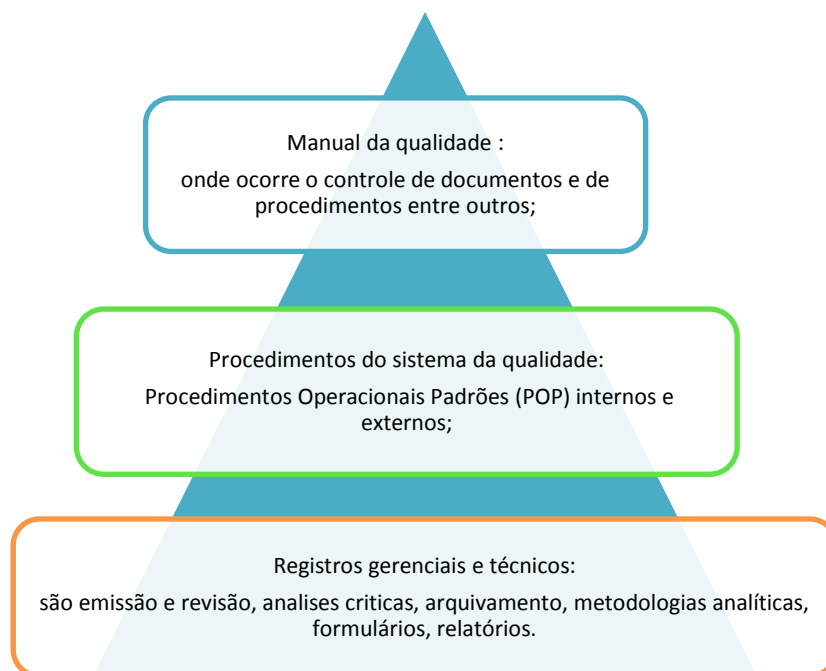 Manual da qualidade :
onde ocorre o controle de documentos e de
procedimentos entre outros;
Procedimentos do sistema da qualidade:
Procedimentos Operacionais Padrões (POP) internos e
externos;
Registros gerenciais e técnicos:
são emissão e revisão, analises criticas, arquivamento, metodologias analíticas,
formulários, relatórios.